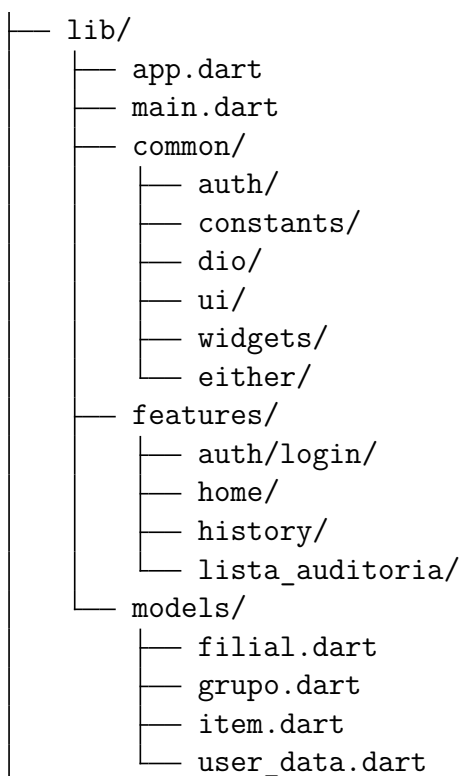 ├── lib/
│   ├── app.dart
│   ├── main.dart
│   ├── common/
│   │   ├── auth/
│   │   ├── constants/
│   │   ├── dio/
│   │   ├── ui/
│   │   ├── widgets/
│   │   └── either/
│   ├── features/
│   │   ├── auth/login/
│   │   ├── home/
│   │   ├── history/
│   │   └── lista_auditoria/
│   └── models/
│       ├── filial.dart
│       ├── grupo.dart
│       ├── item.dart
│       └── user_data.dart